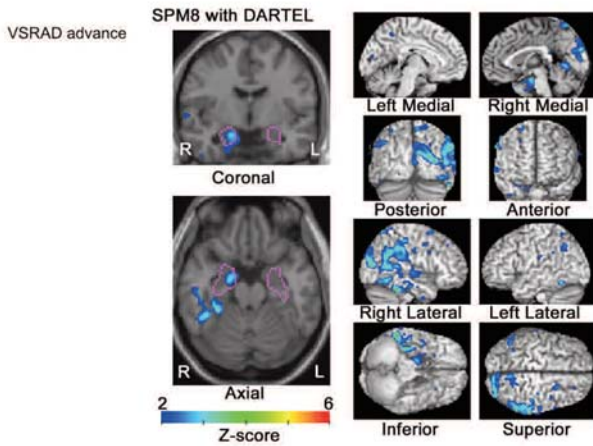 VSRAD advance
SPM8 with DARTEL
R
L
Coronal
R
L
Axial
2
6
Z-score
Left Medial
Right Medial
Posterior
Anterior
Right Lateral
Left Lateral
Inferior
Superior